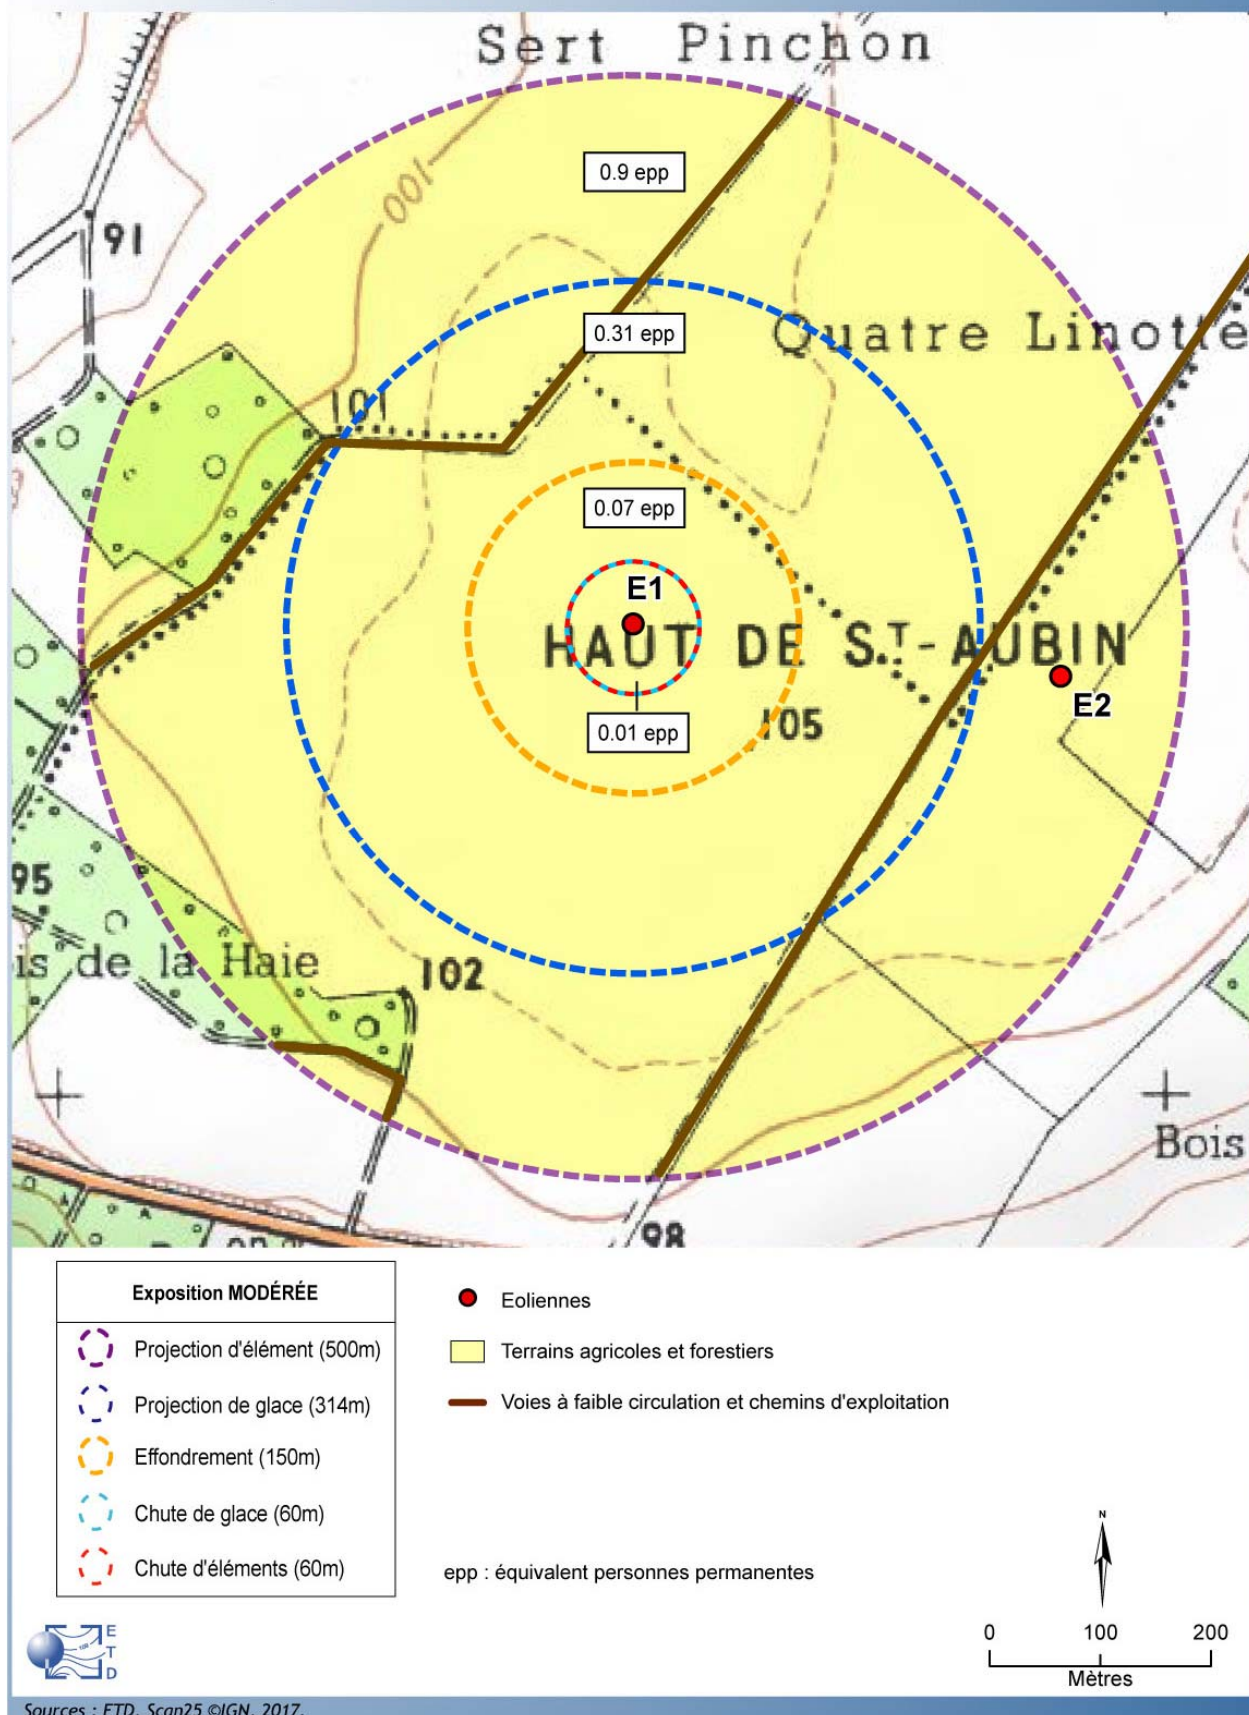 Sert Pinchon
0.9 epp
100
91
0.31 epp
Quatre Linotte
101
0.07 epp
E1
HAUT DE ST-AUBIN
E2
0.01 epp
105
95
is de la Haie
102
Bois
98
Exposition MODÉRÉE
Projection d'élément (500m)
Projection de glace (314m)
Effondrement (150m)
Chute de glace (60m)
Chute d'éléments (60m)
Eoliennes
Terrains agricoles et forestiers
Voies à faible circulation et chemins d'exploitation
epp : équivalent personnes permanentes
N
0 100 200
Mètres
E
T
D
Sources : ETD, Scan25 ©IGN, 2017.